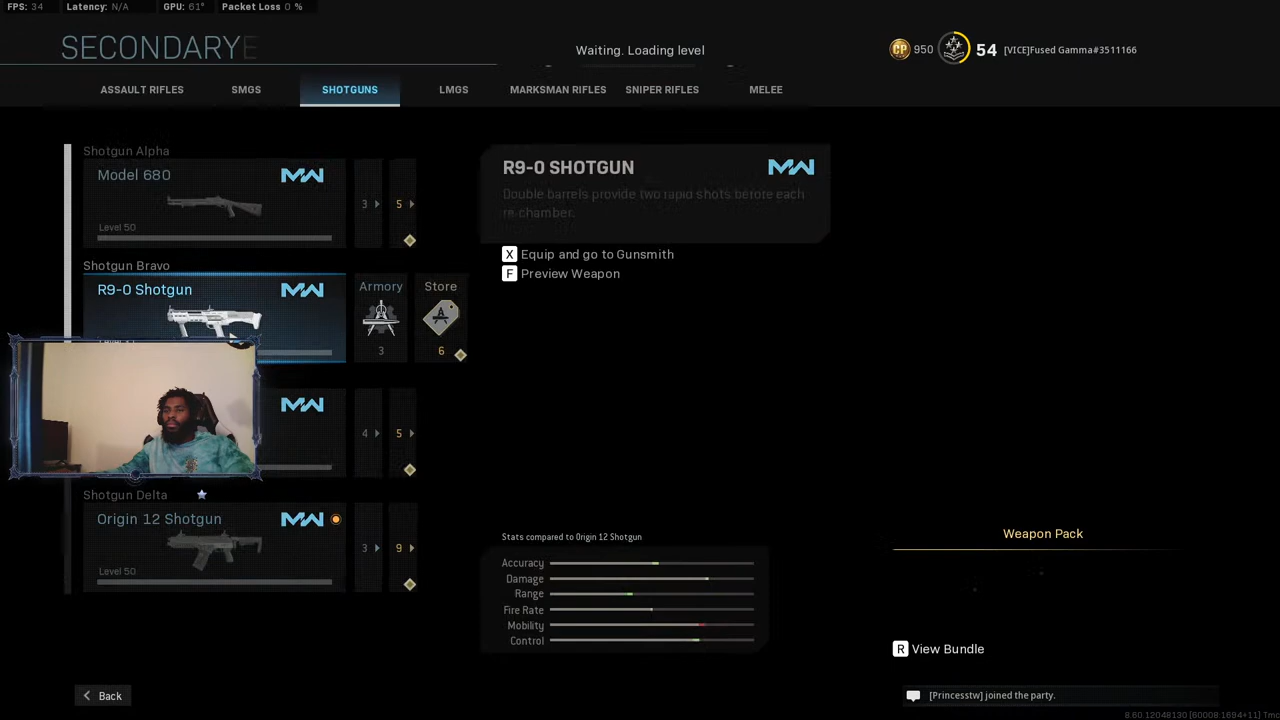 FPS: 34 Latency: N/A GPU: 61° Packet Loss 0 %
SECONDARY
Waiting. Loading level
950 54 [VICE]Fused Gamma#3511166
ASSAULT RIFLES SMGS SHOTGUNS LMGS MARKSMAN RIFLES SNIPER RIFLES MELEE
Shotgun Alpha
Model 680 MW
3 5
Level 50
Shotgun Bravo
R9-0 Shotgun MW
Armory Store
3 6
MW
4 5
Shotgun Delta
Origin 12 Shotgun MW
3 9
Level 50
R9-0 SHOTGUN MW
Double barrels provide two rapid shots before each
re-chamber.
X Equip and go to Gunsmith
F Preview Weapon
Stats compared to Origin 12 Shotgun
Accuracy
Damage
Range
Fire Rate
Mobility
Control
Weapon Pack
R View Bundle
Back
[Princesstw] joined the party.